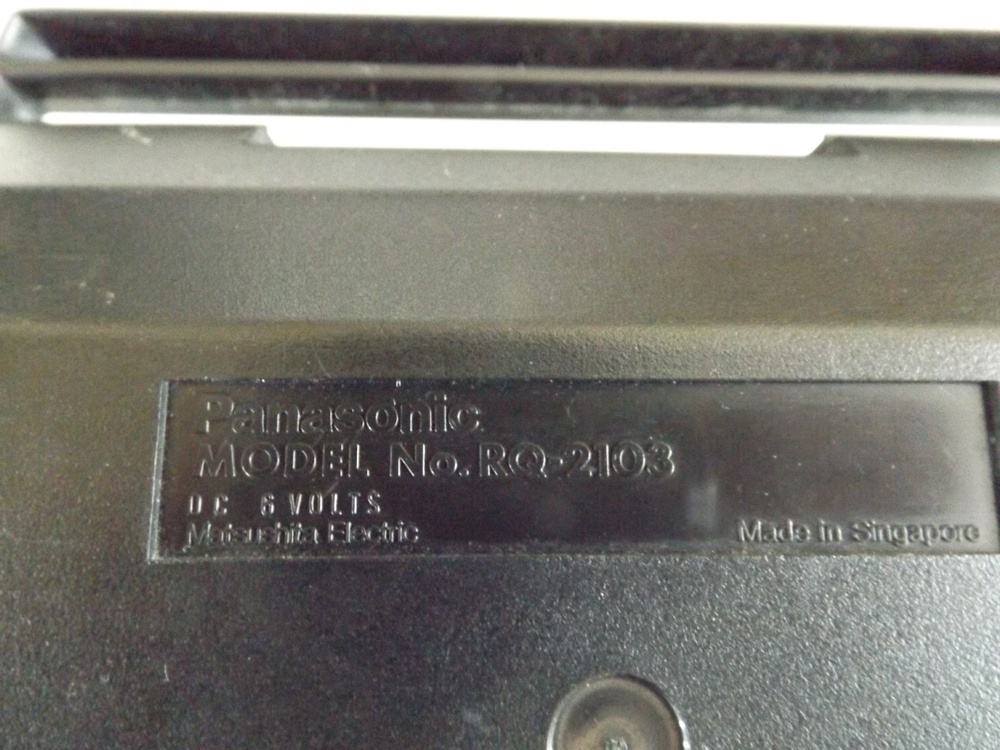 Panasonic
MODEL No. RQ-2103
DC 6 VOLTS
Matsushita Electric
Made in Singapore